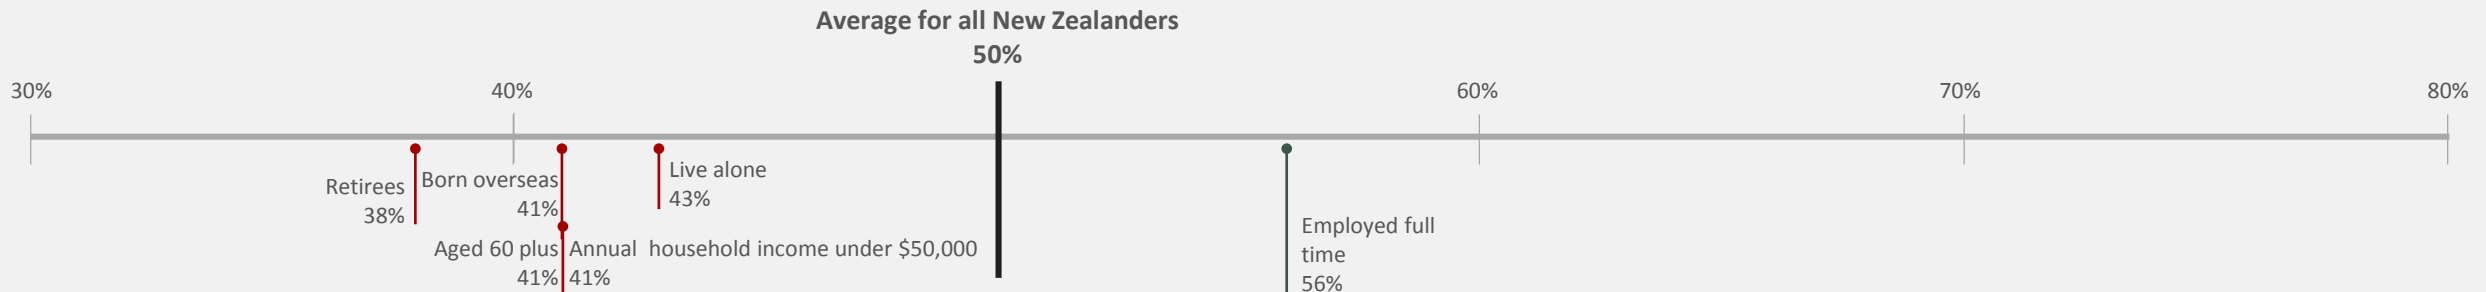 Average for all New Zealanders
50%
30%
40%
60%
70%
80%
Retirees
38%
Born overseas
41%
Live alone
43%
Aged 60 plus
41%
Annual household income under $50,000
41%
Employed full
time
56%